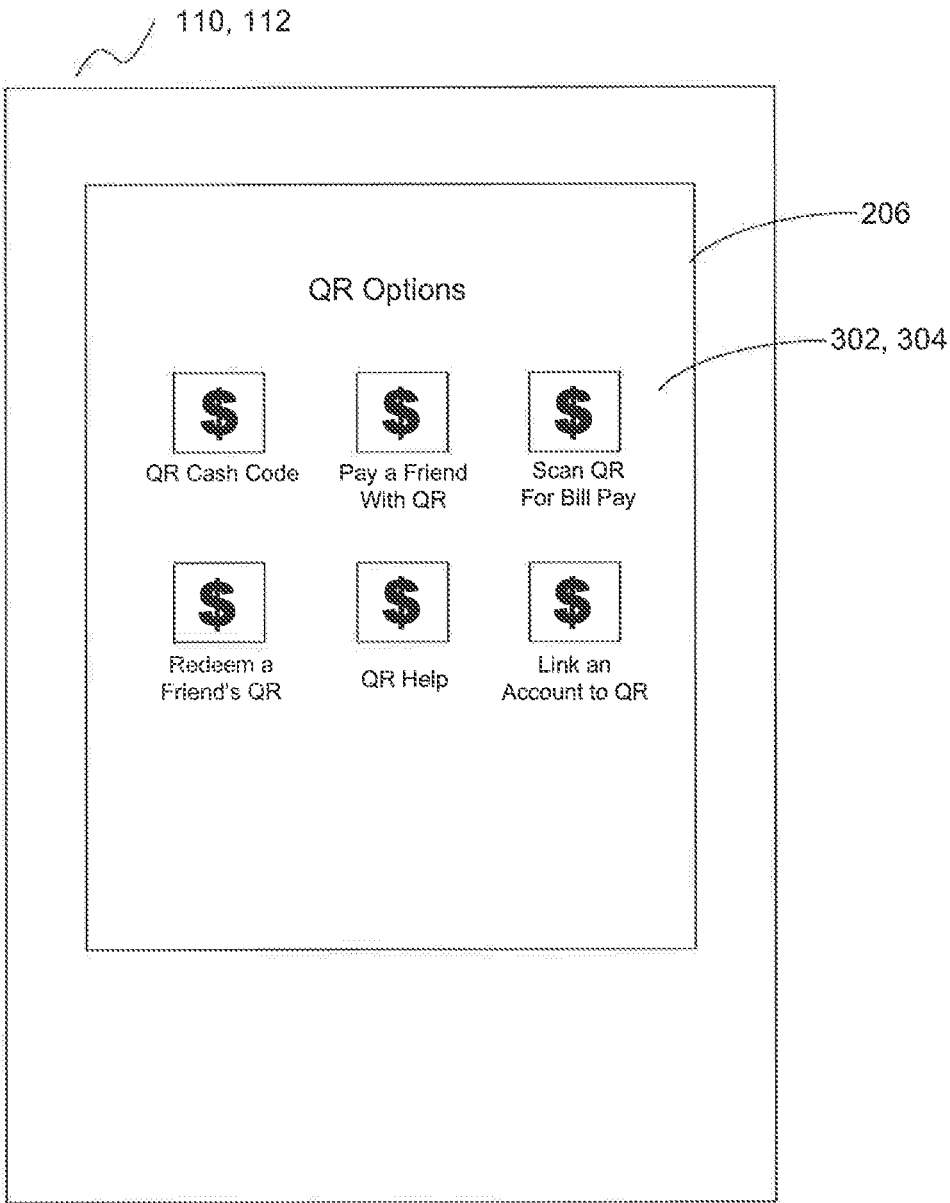 110, 112
206
QR Options
302, 304
$ $ $
QR Cash Code Pay a Friend Scan QR
With QR For Bill Pay
$ $ $
Redeem a QR Help Link an
Friend's QR Account to QR